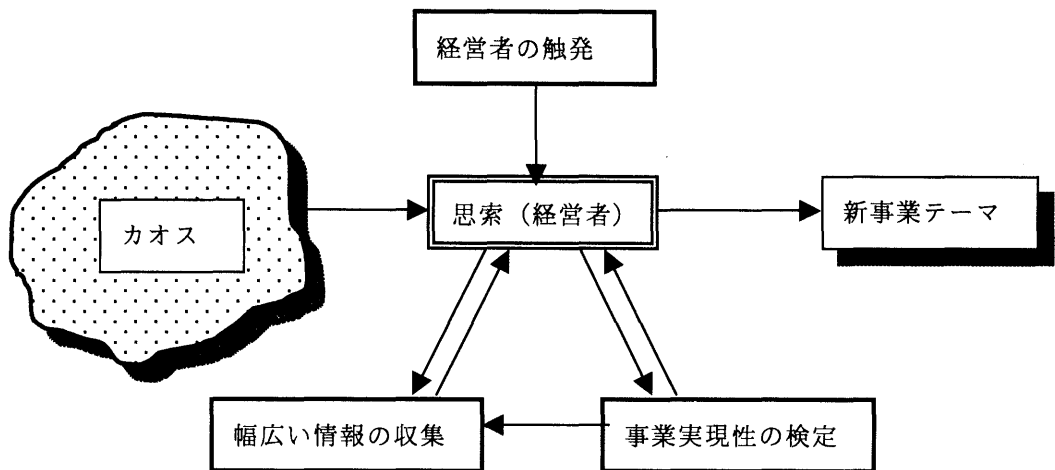 経営者の触発
カオス
思索（経営者）
新事業テーマ
幅広い情報の収集
事業実現性の検定